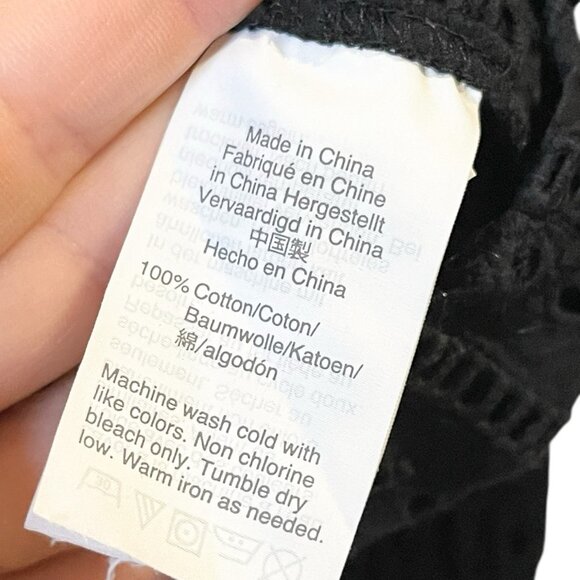 Made in China
Fabriqué en Chine
in China Hergestellt
Vervaardigd in China
中国製
Hecho en China
100% Cotton/Coton/
Baumwolle/Katoen/
綿/algodón
Machine wash cold with
like colors. Non chlorine
bleach only. Tumble dry
low. Warm iron as needed.
30